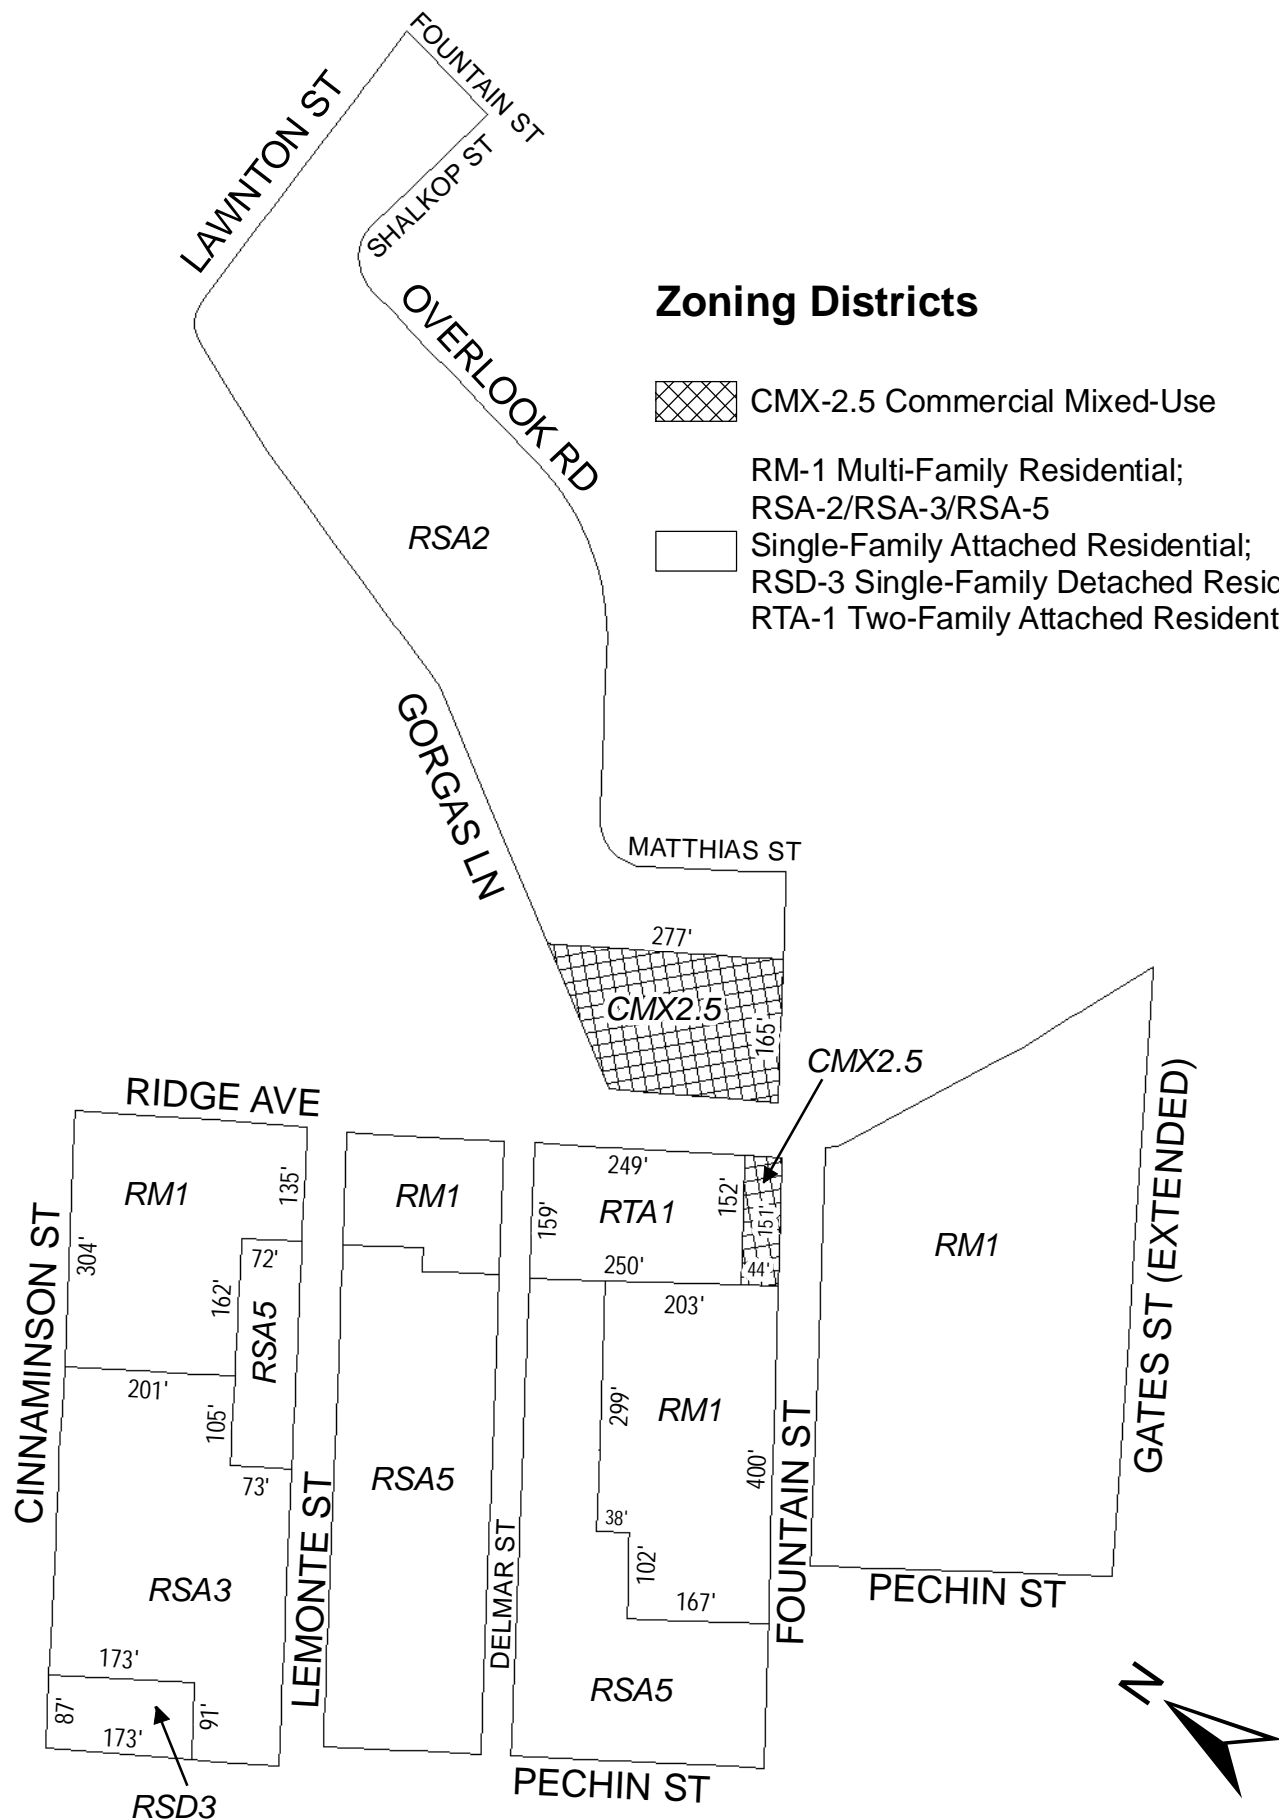 FOUNTAIN ST
LAWNTON ST
SHALKOP ST
OVERLOOK RD
Zoning Districts
CMX-2.5 Commercial Mixed-Use
RM-1 Multi-Family Residential;
RSA-2/RSA-3/RSA-5
Single-Family Attached Residential;
RSD-3 Single-Family Detached Resid
RTA-1 Two-Family Attached Resident
RSA2
GORGAS LN
MATTHIAS ST
277'
CMX2.5
165'
CMX2.5
RIDGE AVE
GATES ST (EXTENDED)
CINNAMINSON ST
RM1
135'
304'
72'
162'
RSA5
201'
105'
73'
RM1
249'
159'
RTA1
152'
151'
250'
44'
203'
RM1
299'
RM1
400'
RSA5
38'
102'
167'
LEMONTE ST
DELMAR ST
FOUNTAIN ST
PECHIN ST
RSA3
173'
87'
91'
173'
RSD3
RSA5
PECHIN ST
N